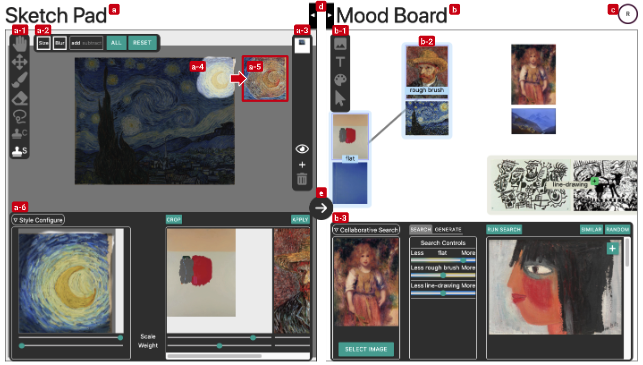 Sketch Pad a
Mood Board b
c
R
d
a-1
a-2
a-3
Size
Blur
add subtract
ALL
RESET
a-4
a-5
C
S
b-1
T
b-2
rough brush
flat
line-drawing
e
a-6
▽ Style Configure
CROP
APPLY
Scale
Weight
b-3
▽ Collaborative Search
SEARCH
GENERATE
RUN SEARCH
SIMILAR
RANDOM
Search Controls
Less flat More
Less rough brush More
Less line-drawing More
SELECT IMAGE